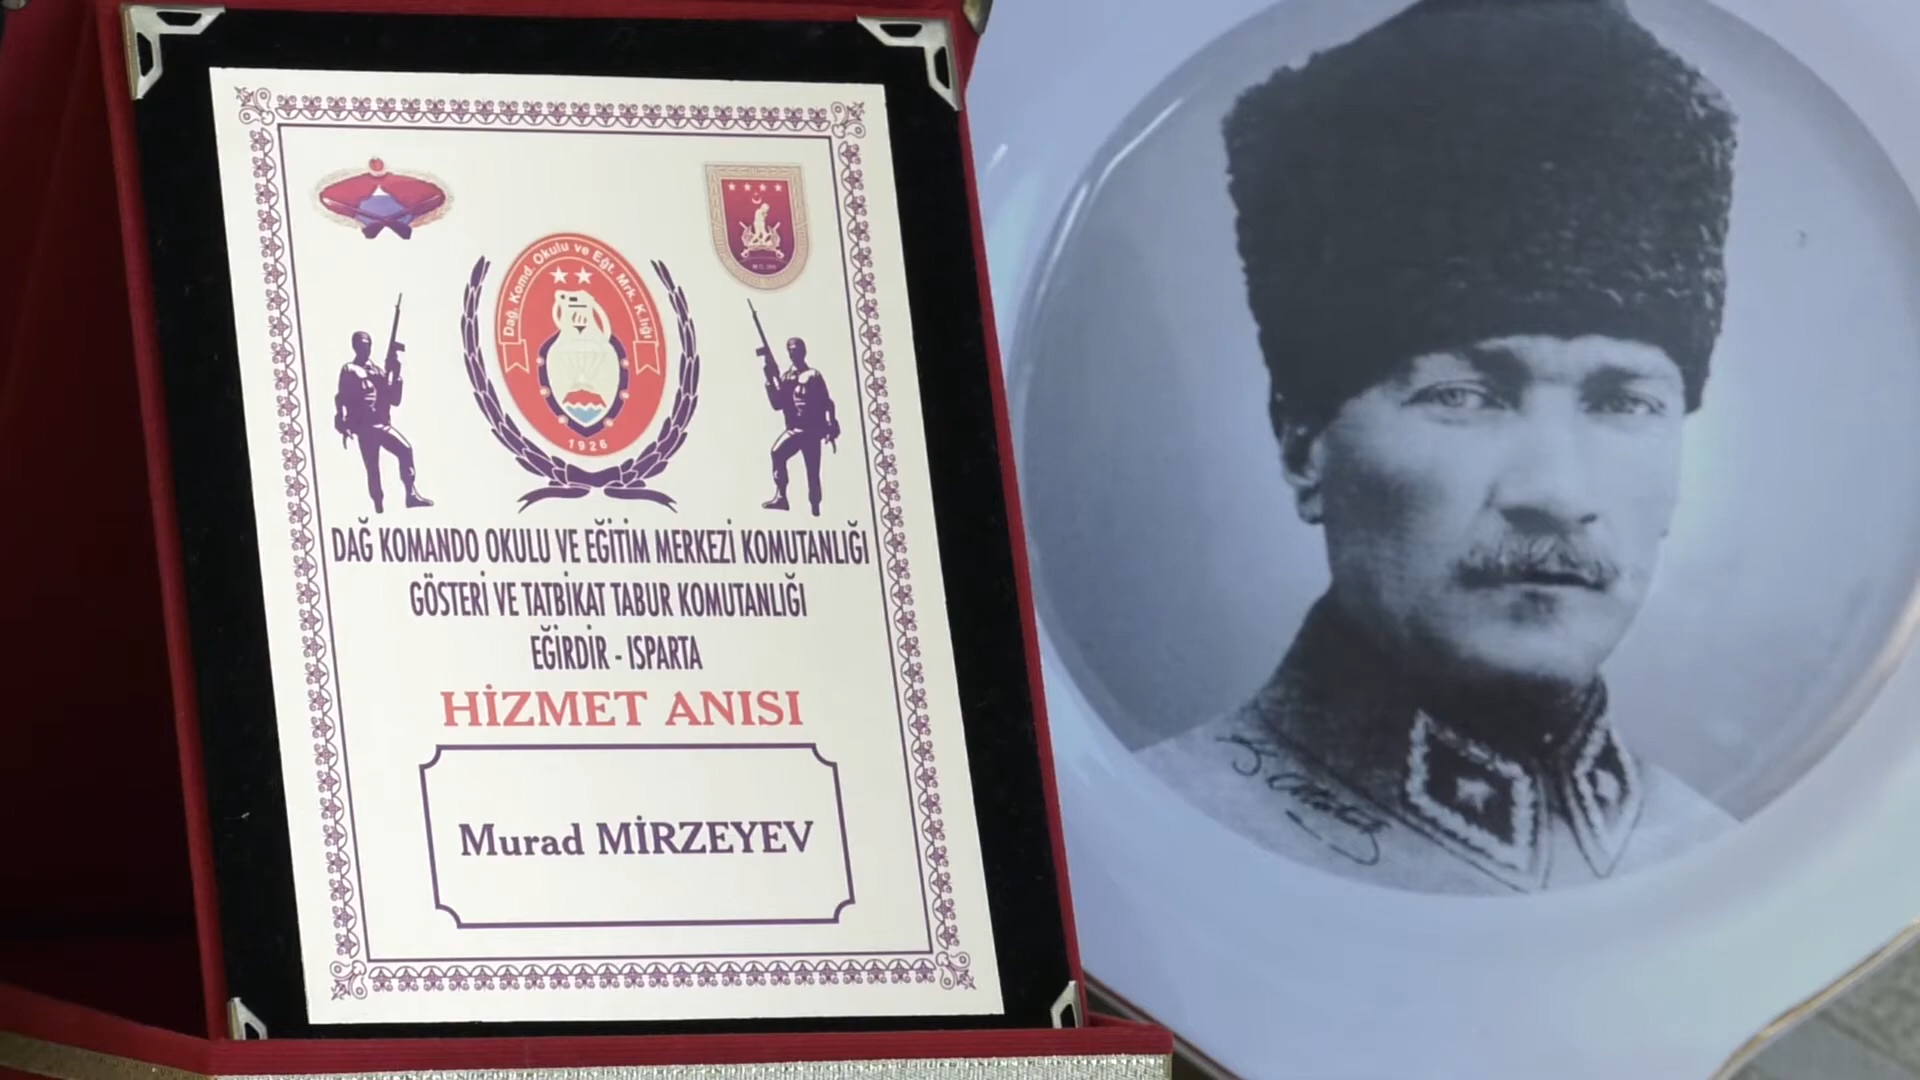 Dağ. Komd. Okulu ve Eğt. Mrk. K.lığı
1926
DAĞ KOMANDO OKULU VE EĞİTİM MERKEZİ KOMUTANLIĞI
GÖSTERİ VE TATBİKAT TABUR KOMUTANLIĞI
EĞİRDİR - ISPARTA
HİZMET ANISI
Murad MİRZEYEV